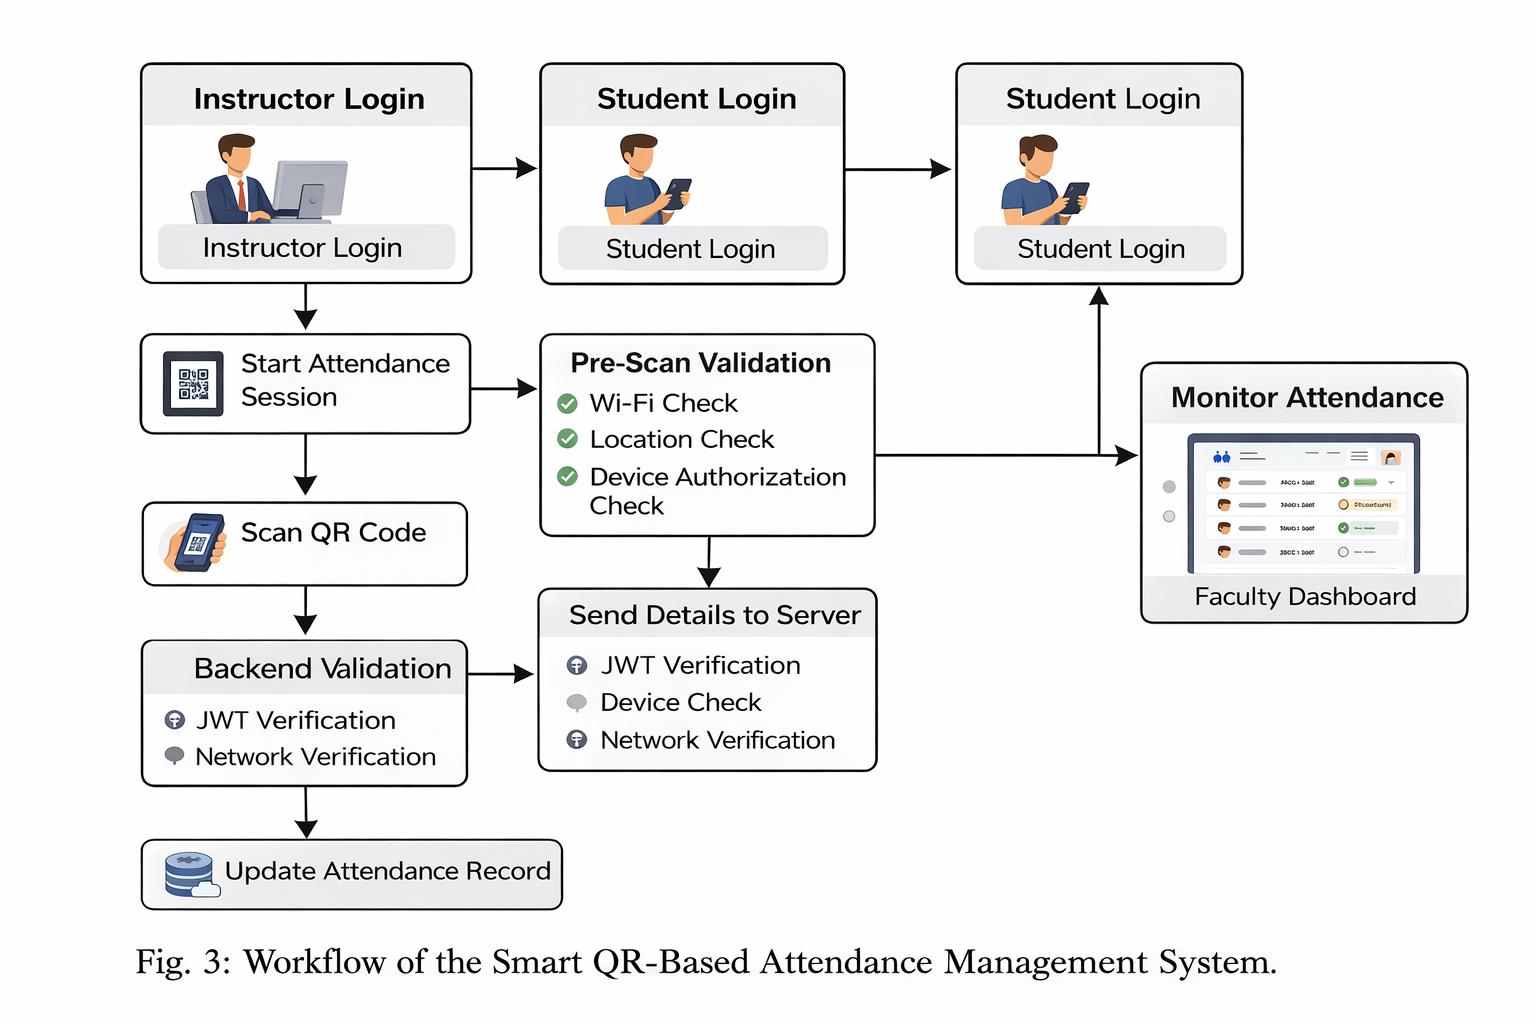 Instructor Login
Instructor Login
Student Login
Student Login
Student Login
Student Login
Start Attendance
Session
Pre-Scan Validation
Wi-Fi Check
Location Check
Device Authorization
Check
Monitor Attendance
Faculty Dashboard
Scan QR Code
Send Details to Server
JWT Verification
Device Check
Network Verification
Backend Validation
JWT Verification
Network Verification
Update Attendance Record
Fig. 3: Workflow of the Smart QR-Based Attendance Management System.